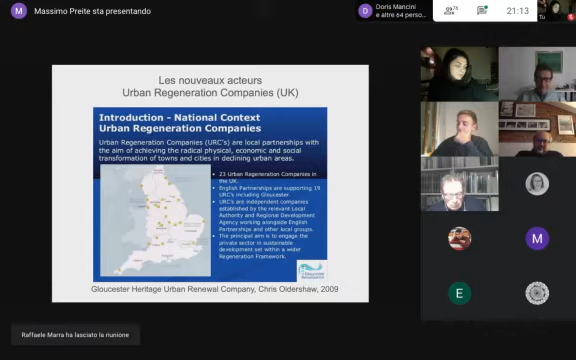 M Massimo Preite sta presentando
D Doris Mancini
e altre 64 perso...
21:13
Tu
Les nouveaux acteurs
Urban Regeneration Companies (UK)
Introduction - National Context
Urban Regeneration Companies
Urban Regeneration Companies (URC's) are local partnerships with
the aim of achieving the radical physical, economic and social
transformation of towns and cities in declining urban areas.
• 23 Urban Regeneration Companies in
the UK.
• English Partnerships are supporting 19
URC's including Gloucester
• URC's are independent companies
established by the relevant Local
Authority and Regional Development
Agency working alongside English
Partnerships and other local groups.
• The principal aim is to engage the
private sector in sustainable
development set within a wider
Regeneration Framework.
Gloucester Heritage Urban Renewal Company, Chris Oldershaw, 2009
M
E
Raffaele Marra ha lasciato la riunione